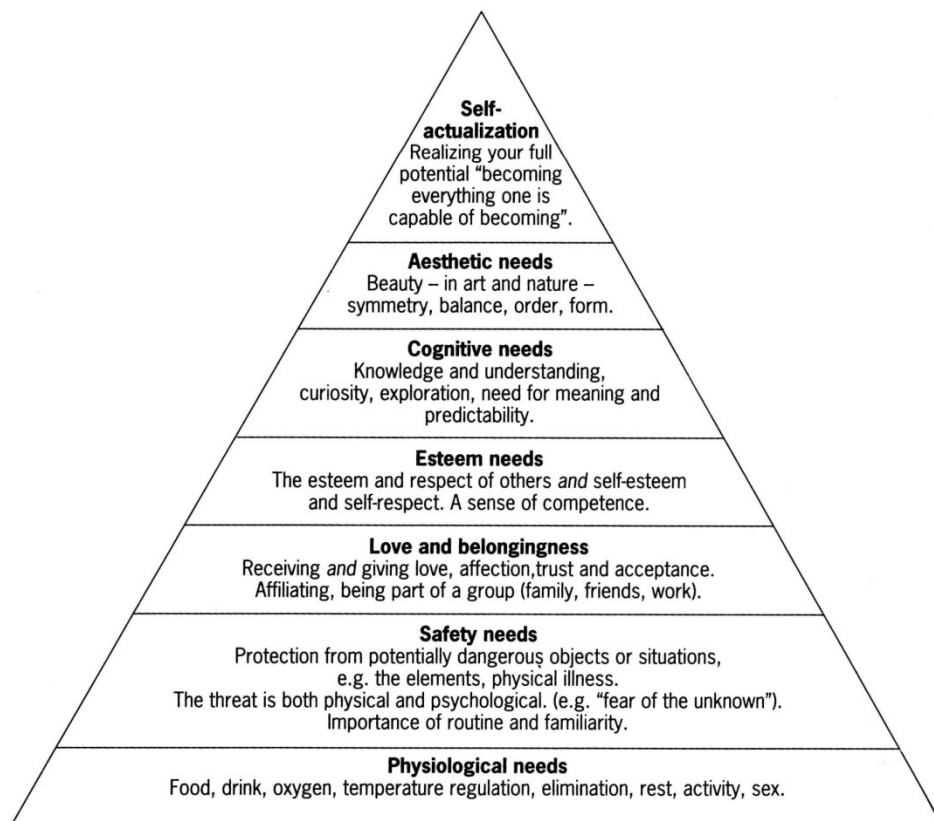 Self-
actualization
Realizing your full
potential “becoming
everything one is
capable of becoming”.
Aesthetic needs
Beauty – in art and nature –
symmetry, balance, order, form.
Cognitive needs
Knowledge and understanding,
curiosity, exploration, need for meaning and
predictability.
Esteem needs
The esteem and respect of others and self-esteem
and self-respect. A sense of competence.
Love and belongingness
Receiving and giving love, affection,trust and acceptance.
Affiliating, being part of a group (family, friends, work).
Safety needs
Protection from potentially dangerous objects or situations,
e.g. the elements, physical illness.
The threat is both physical and psychological. (e.g. “fear of the unknown”).
Importance of routine and familiarity.
Physiological needs
Food, drink, oxygen, temperature regulation, elimination, rest, activity, sex.